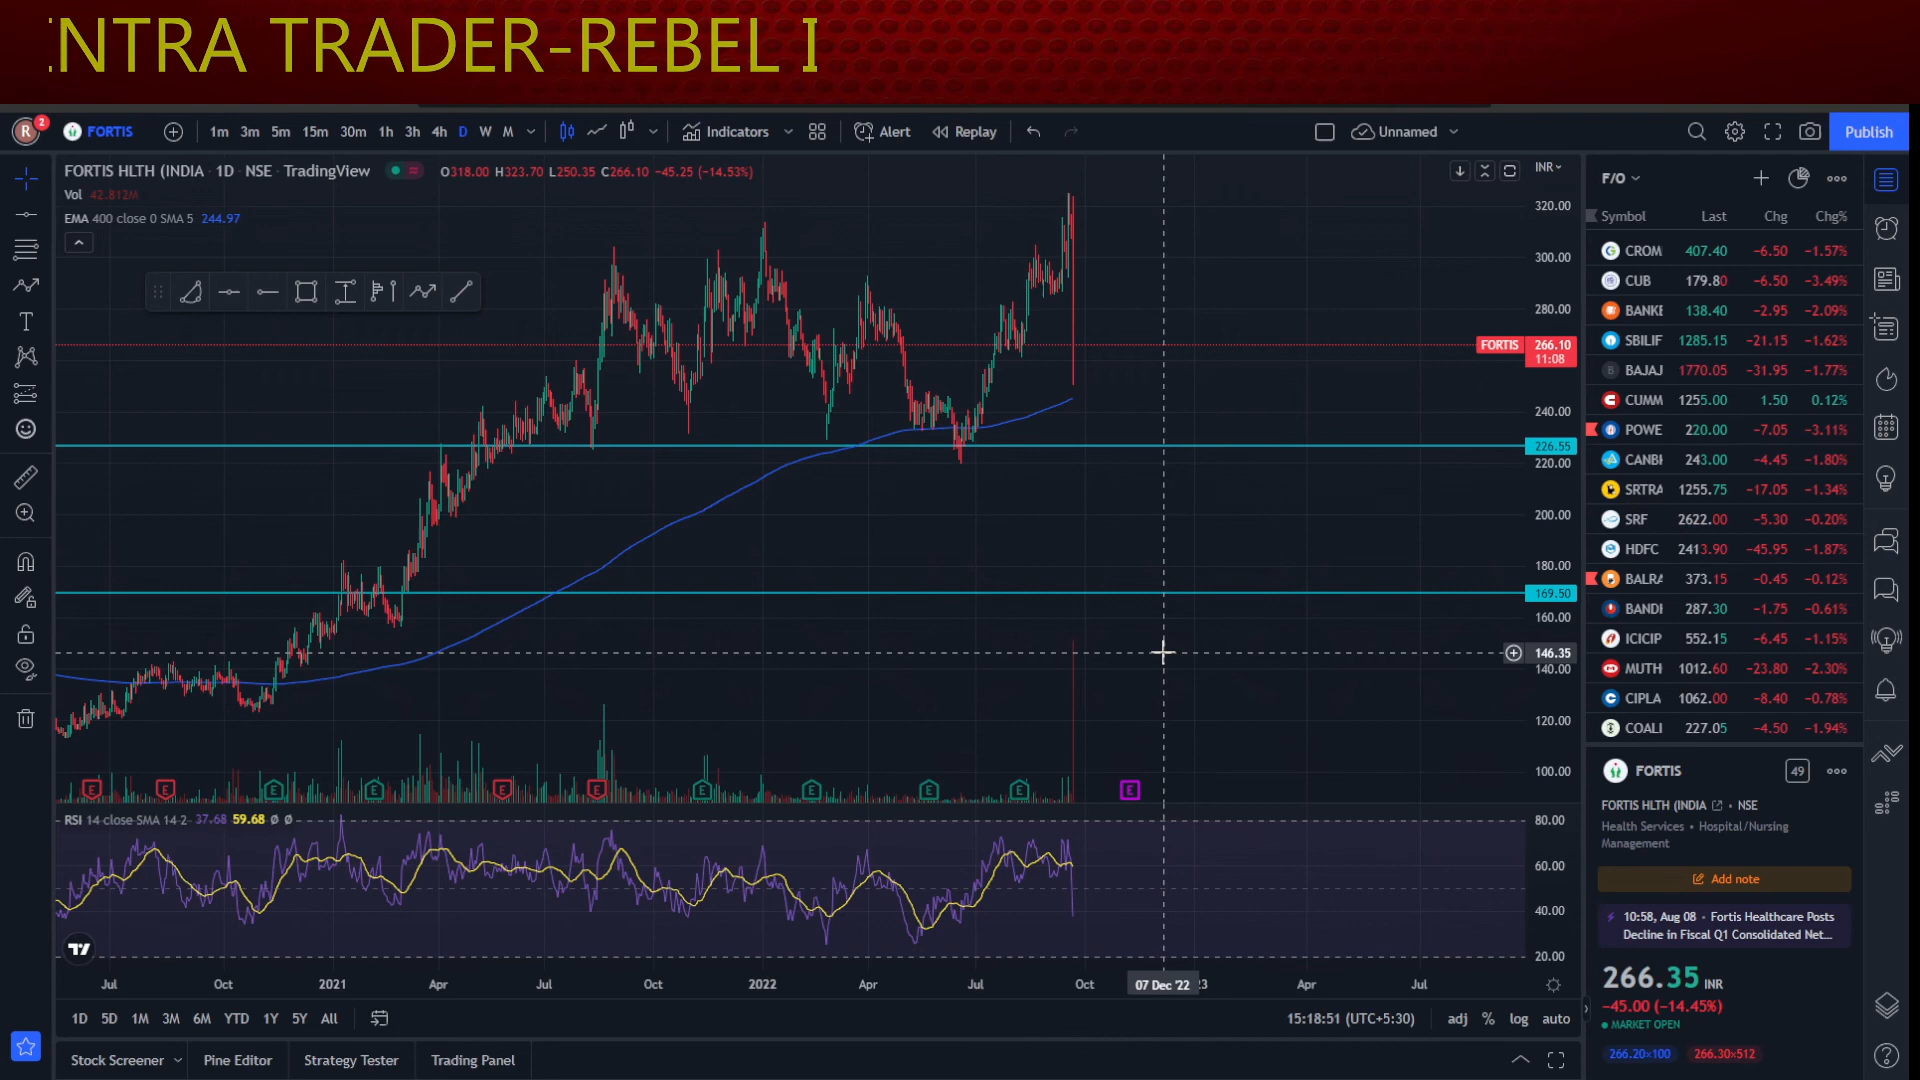 NTRA TRADER-REBEL I
R 2 FORTIS 1m 3m 5m 15m 30m 1h 3h 4h D W M Indicators Alert Replay Unnamed Publish
FORTIS HLTH (INDIA · 1D · NSE · TradingView O318.00 H323.70 L250.35 C266.10 −45.25 (−14.53%)
Vol 42.812M
EMA 400 close 0 SMA 5 244.97
INR
320.00
300.00
280.00
FORTIS 266.10
11:08
240.00
226.55
220.00
200.00
180.00
169.50
160.00
146.35
140.00
120.00
100.00
E E E E E E E E E E E
RSI 14 close SMA 14 2 37.68 59.68 Ø Ø
80.00
60.00
40.00
20.00
Jul Oct 2021 Apr Jul Oct 2022 Apr Jul Oct 07 Dec '22 23 Apr Jul
1D 5D 1M 3M 6M YTD 1Y 5Y All 15:18:51 (UTC+5:30) adj % log auto
Stock Screener Pine Editor Strategy Tester Trading Panel
F/O
Symbol Last Chg Chg%
CROM 407.40 −6.50 −1.57%
CUB 179.80 −6.50 −3.49%
BANKE 138.40 −2.95 −2.09%
SBILIF 1285.15 −21.15 −1.62%
B BAJAJ 1770.05 −31.95 −1.77%
CUMM 1255.00 1.50 0.12%
POWE 220.00 −7.05 −3.11%
CANBI 243.00 −4.45 −1.80%
SRTRA 1255.75 −17.05 −1.34%
SRF 2622.00 −5.30 −0.20%
HDFC 2413.90 −45.95 −1.87%
BALRA 373.15 −0.45 −0.12%
BANDI 287.30 −1.75 −0.61%
ICICIP 552.15 −6.45 −1.15%
MUTH 1012.60 −23.80 −2.30%
CIPLA 1062.00 −8.40 −0.78%
COALI 227.05 −4.50 −1.94%
FORTIS 49
FORTIS HLTH (INDIA • NSE
Health Services • Hospital/Nursing
Management
Add note
10:58, Aug 08 • Fortis Healthcare Posts
Decline in Fiscal Q1 Consolidated Net...
266.35 INR
−45.00 (−14.45%)
MARKET OPEN
266.20×100 266.30×512